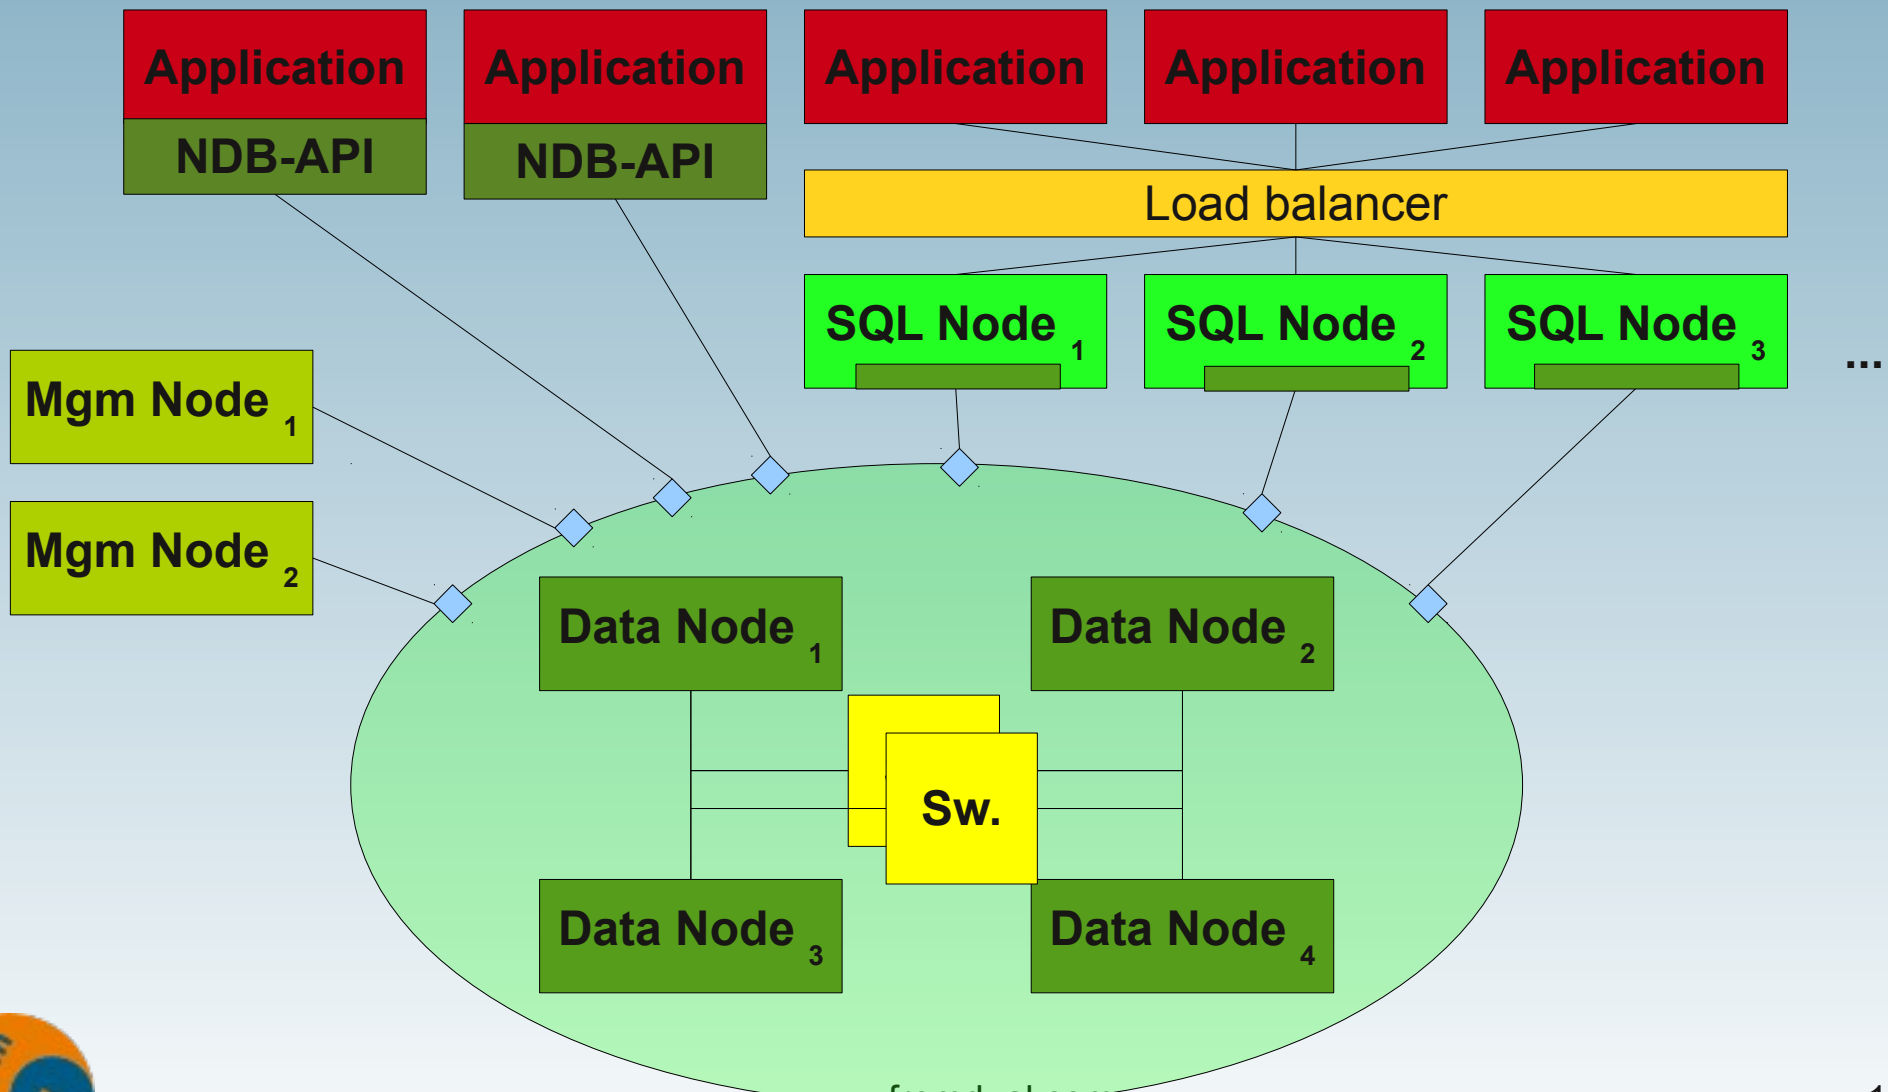 Application
Application
Application
Application
Application
NDB-API
NDB-API
Load balancer
SQL Node 1
SQL Node 2
SQL Node 3
...
Mgm Node 1
Mgm Node 2
Data Node 1
Data Node 2
Sw.
Data Node 3
Data Node 4